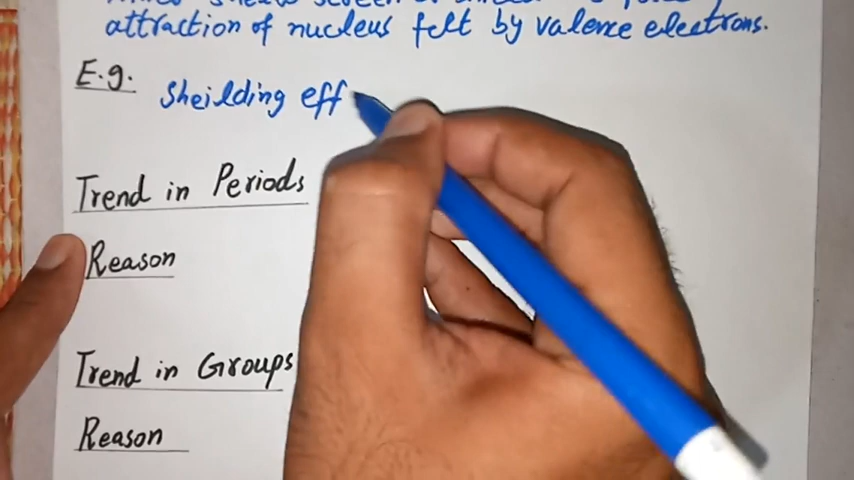 attraction of nucleus felt by valence electrons.
E.g. Sheilding eff
Trend in Periods
Reason
Trend in Groups
Reason